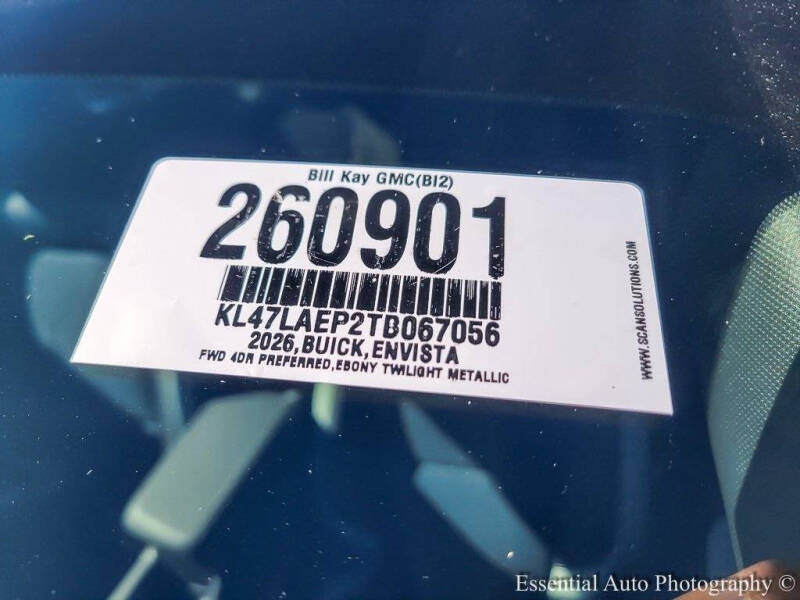 Bill Kay GMC(BI2)
260901
KL47LAEP2TB067056
2026,BUICK,ENVISTA
FWD 4DR PREFERRED,EBONY TWILIGHT METALLIC
WWW.SCANSOLUTIONS.COM
Essential Auto Photography ©